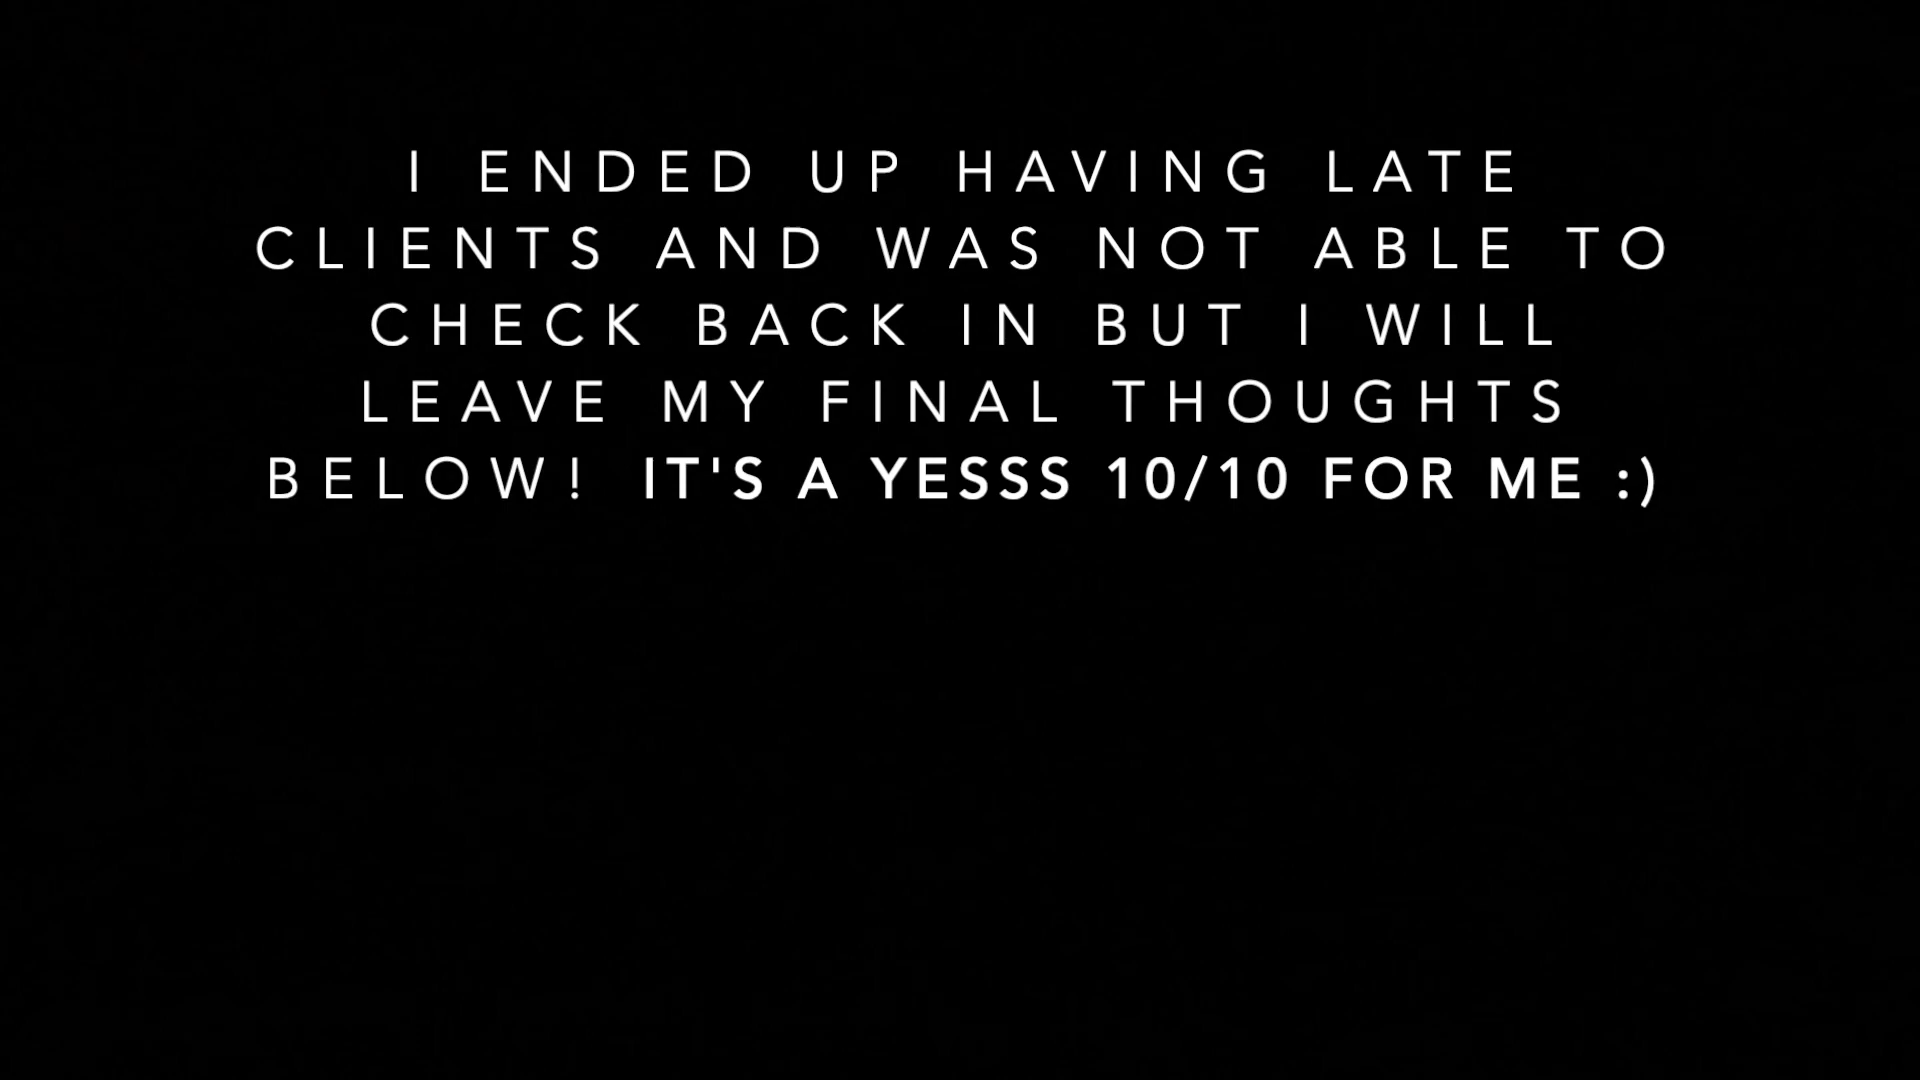 I ENDED UP HAVING LATE
CLIENTS AND WAS NOT ABLE TO
CHECK BACK IN BUT I WILL
LEAVE MY FINAL THOUGHTS
BELOW! IT'S A YESSS 10/10 FOR ME :)